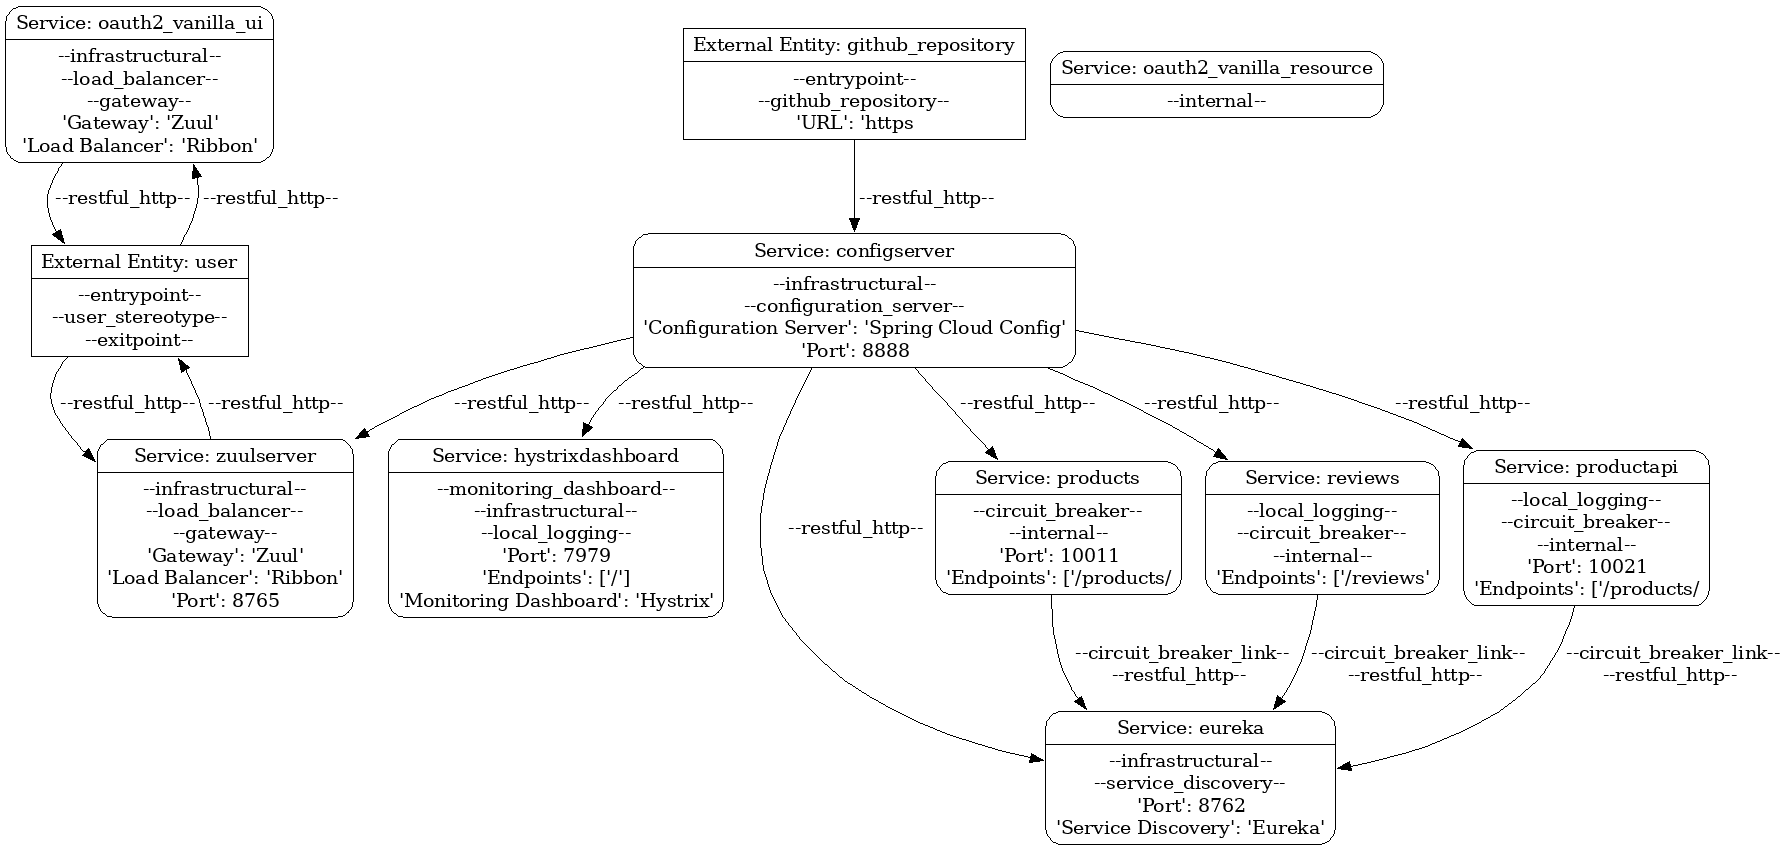 Service: oauth2_vanilla_ui
--infrastructural--
--load_balancer--
--gateway--
'Gateway': 'Zuul'
'Load Balancer': 'Ribbon'
External Entity: github_repository
--entrypoint--
--github_repository--
'URL': 'https
Service: oauth2_vanilla_resource
--internal--
--restful_http--
--restful_http--
--restful_http--
External Entity: user
--entrypoint--
--user_stereotype--
--exitpoint--
Service: configserver
--infrastructural--
--configuration_server--
'Configuration Server': 'Spring Cloud Config'
'Port': 8888
--restful_http--
--restful_http--
--restful_http--
--restful_http--
--restful_http--
--restful_http--
--restful_http--
Service: zuulserver
--infrastructural--
--load_balancer--
--gateway--
'Gateway': 'Zuul'
'Load Balancer': 'Ribbon'
'Port': 8765
Service: hystrixdashboard
--monitoring_dashboard--
--infrastructural--
--local_logging--
'Port': 7979
'Endpoints': ['/']
'Monitoring Dashboard': 'Hystrix'
--restful_http--
Service: products
--circuit_breaker--
--internal--
'Port': 10011
'Endpoints': ['/products/
Service: reviews
--local_logging--
--circuit_breaker--
--internal--
'Endpoints': ['/reviews'
Service: productapi
--local_logging--
--circuit_breaker--
--internal--
'Port': 10021
'Endpoints': ['/products/
--circuit_breaker_link--
--restful_http--
--circuit_breaker_link--
--restful_http--
--circuit_breaker_link--
--restful_http--
Service: eureka
--infrastructural--
--service_discovery--
'Port': 8762
'Service Discovery': 'Eureka'